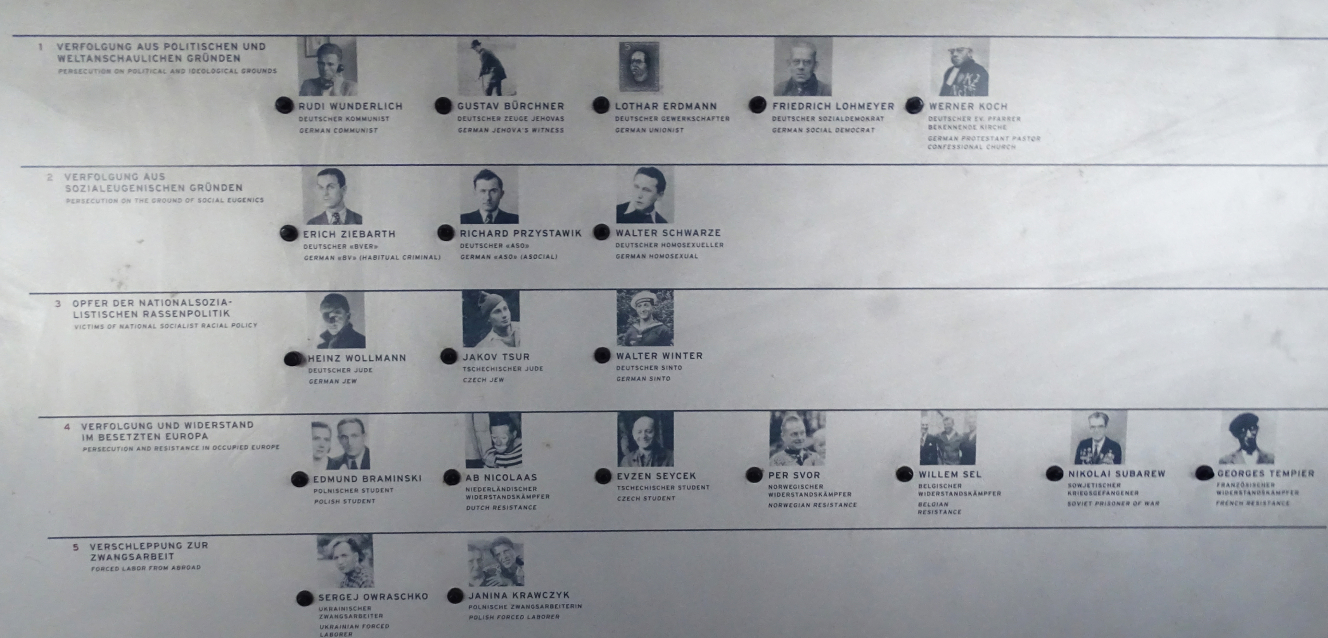 1 VERFOLGUNG AUS POLITISCHEN UND
WELTANSCHAULICHEN GRÜNDEN
PERSECUTION ON POLITICAL AND IDEOLOGICAL GROUNDS
RUDI WUNDERLICH
DEUTSCHER KOMMUNIST
GERMAN COMMUNIST
GUSTAV BÜRCHNER
DEUTSCHER ZEUGE JEHOVAS
GERMAN JEHOVA'S WITNESS
LOTHAR ERDMANN
DEUTSCHER GEWERKSCHAFTER
GERMAN UNIONIST
FRIEDRICH LOHMEYER
DEUTSCHER SOZIALDEMOKRAT
GERMAN SOCIAL DEMOCRAT
WERNER KOCH
DEUTSCHER EV. PFARRER
BEKENNENDE KIRCHE
GERMAN PROTESTANT PASTOR
CONFESSIONAL CHURCH
2 VERFOLGUNG AUS
SOZIALEUGENISCHEN GRÜNDEN
PERSECUTION ON THE GROUND OF SOCIAL EUGENICS
ERICH ZIEBARTH
DEUTSCHER «BVER»
GERMAN «BV» (HABITUAL CRIMINAL)
RICHARD PRZYSTAWIK
DEUTSCHER «ASO»
GERMAN «ASO» (ASOCIAL)
WALTER SCHWARZE
DEUTSCHER HOMOSEXUELLER
GERMAN HOMOSEXUAL
3 OPFER DER NATIONALSOZIA-
LISTISCHEN RASSENPOLITIK
VICTIMS OF NATIONAL SOCIALIST RACIAL POLICY
HEINZ WOLLMANN
DEUTSCHER JUDE
GERMAN JEW
JAKOV TSUR
TSCHECHISCHER JUDE
CZECH JEW
WALTER WINTER
DEUTSCHER SINTO
GERMAN SINTO
4 VERFOLGUNG UND WIDERSTAND
IM BESETZTEN EUROPA
PERSECUTION AND RESISTANCE IN OCCUPIED EUROPE
EDMUND BRAMINSKI
POLNISCHER STUDENT
POLISH STUDENT
AB NICOLAAS
NIEDERLÄNDISCHER
WIDERSTANDSKÄMPFER
DUTCH RESISTANCE
EVZEN SEYCEK
TSCHECHISCHER STUDENT
CZECH STUDENT
PER SVOR
NORWEGISCHER
WIDERSTANDSKÄMPFER
NORWEGIAN RESISTANCE
WILLEM SEL
BELGISCHER
WIDERSTANDSKÄMPFER
BELGIAN
RESISTANCE
NIKOLAI SUBAREW
SOWJETISCHER
KRIEGSGEFANGENER
SOVIET PRISONER OF WAR
GEORGES TEMPIER
FRANZÖSISCHER
WIDERSTANDSKÄMPFER
FRENCH RESISTANCE
5 VERSCHLEPPUNG ZUR
ZWANGSARBEIT
FORCED LABOR FROM ABROAD
SERGEJ OWRASCHKO
UKRAINISCHER
ZWANGSARBEITER
UKRAINIAN FORCED
LABORER
JANINA KRAWCZYK
POLNISCHE ZWANGSARBEITERIN
POLISH FORCED LABORER